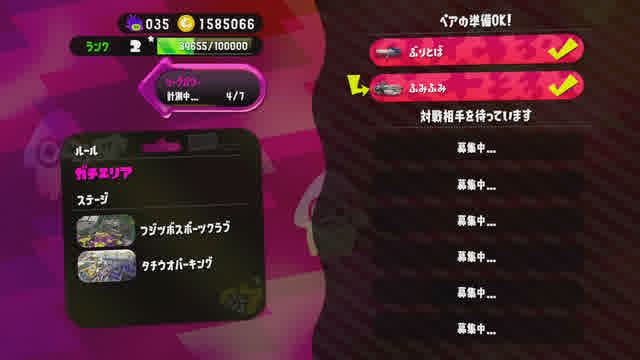 035 1585066
ランク 2 39655/100000
リーグパワー
計測中... 4/7
ルール
ガチエリア
ステージ
フジツボスポーツクラブ
タチウオパーキング
ペアの準備OK!
ぷりとば
ふみふみ
対戦相手を待っています
募集中...
募集中...
募集中...
募集中...
募集中...
募集中...